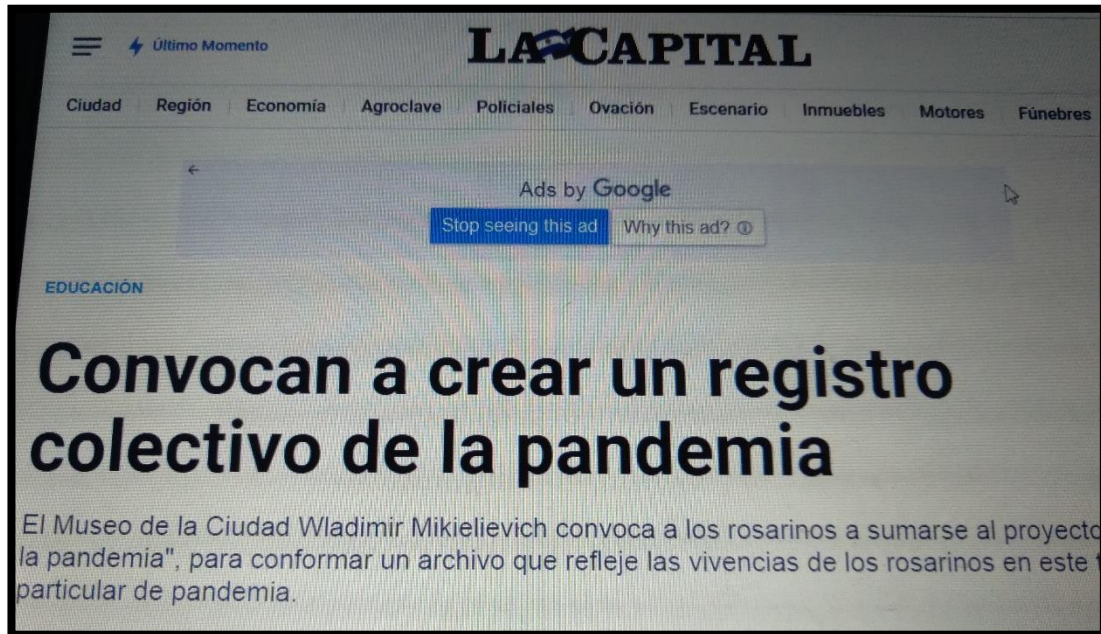 Último Momento
LA CAPITAL
Ciudad Región Economía Agroclave Policiales Ovación Escenario Inmuebles Motores Fúnebres
Ads by Google
Stop seeing this ad Why this ad?
EDUCACIÓN
Convocan a crear un registro
colectivo de la pandemia
El Museo de la Ciudad Wladimir Mikielievich convoca a los rosarinos a sumarse al proyecto
la pandemia", para conformar un archivo que refleje las vivencias de los rosarinos en este
particular de pandemia.